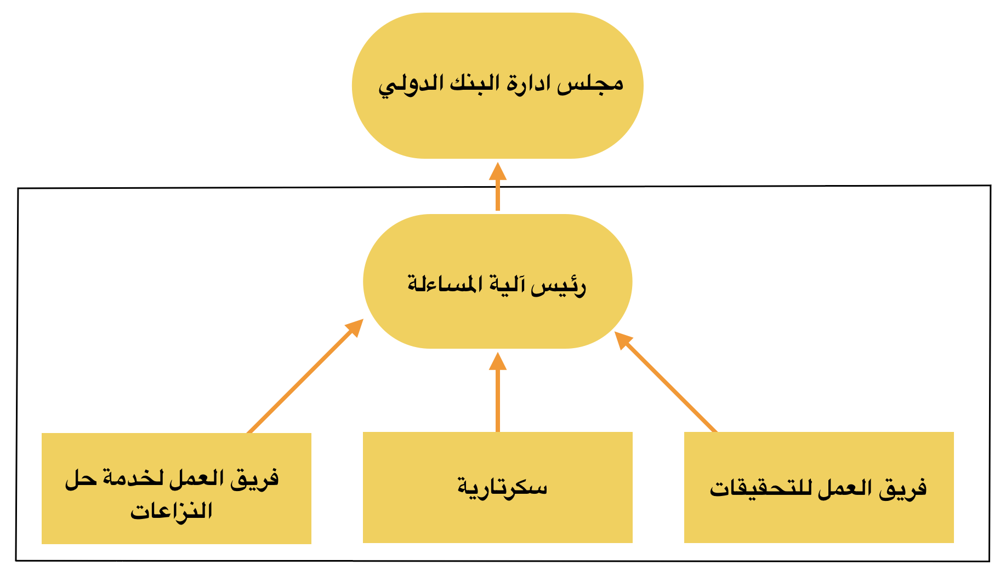 مجلس ادارة البنك الدولي
رئيس آلية المساءلة
فريق العمل للتحقيقات
سكرتارية
فريق العمل لخدمة حل
النزاعات